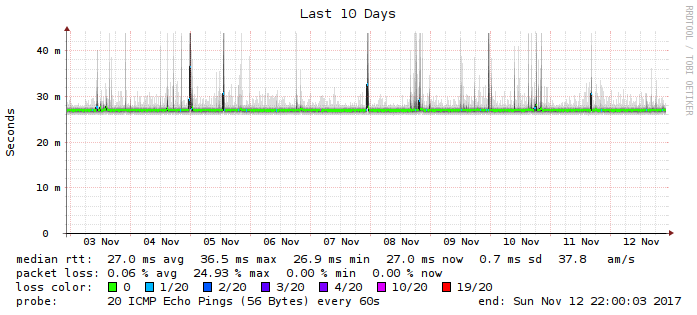 Last 10 Days
RRDTOOL / TOBI OETIKER
Seconds
40 m
30 m
20 m
10 m
0
03 Nov 04 Nov 05 Nov 06 Nov 07 Nov 08 Nov 09 Nov 10 Nov 11 Nov 12 Nov
median rtt: 27.0 ms avg 36.5 ms max 26.9 ms min 27.0 ms now 0.7 ms sd 37.8 am/s
packet loss: 0.06 % avg 24.93 % max 0.00 % min 0.00 % now
loss color: 0 1/20 2/20 3/20 4/20 10/20 19/20
probe: 20 ICMP Echo Pings (56 Bytes) every 60s end: Sun Nov 12 22:00:03 2017